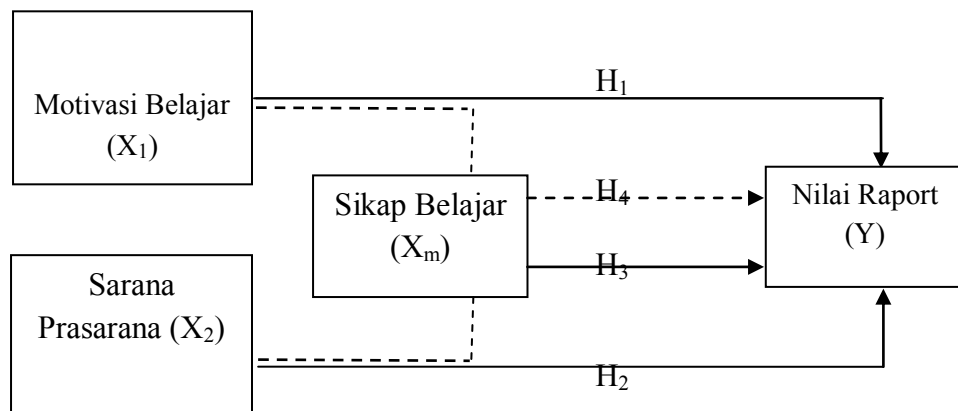 H₁
Motivasi Belajar
(X₁)
Sikap Belajar
(Xₘ)
H₄
H₃
Nilai Raport
(Y)
Sarana
Prasarana (X₂)
H₂